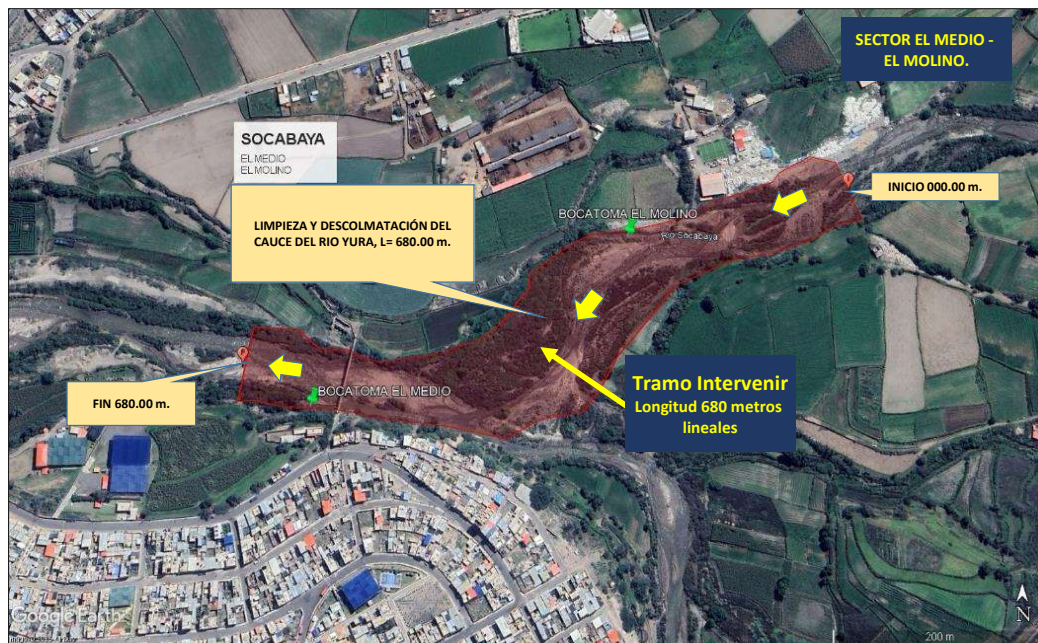 SECTOR EL MEDIO -
EL MOLINO.
SOCABAYA
EL MEDIO
EL MOLINO
INICIO 000.00 m.
BOCATOMA EL MOLINO
Rio Socabaya
LIMPIEZA Y DESCOLMATACIÓN DEL
CAUCE DEL RIO YURA, L= 680.00 m.
Tramo Intervenir
Longitud 680 metros
lineales
BOCATOMA EL MEDIO
FIN 680.00 m.
Google Earth
N
200 m